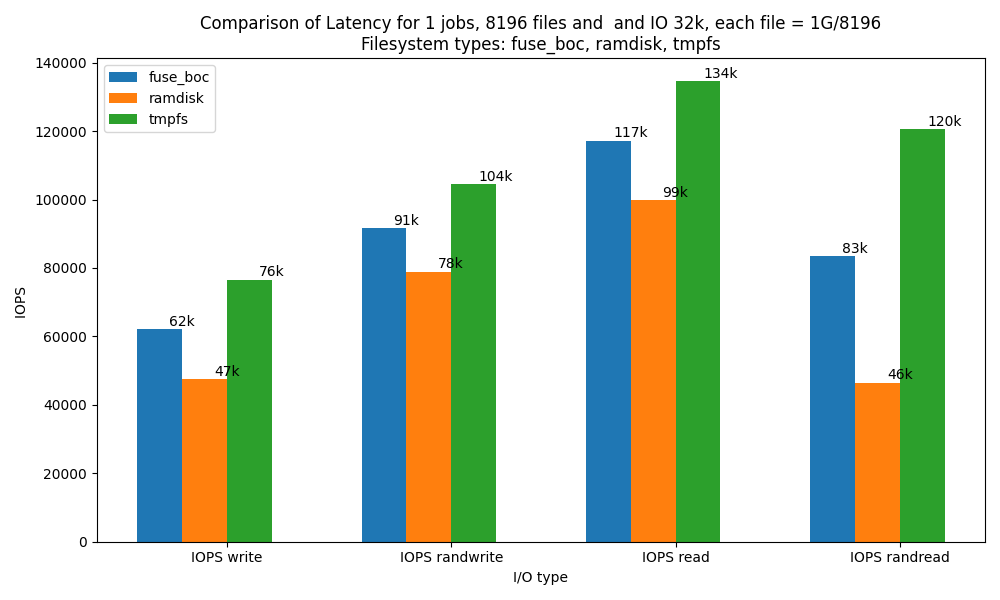 Comparison of Latency for 1 jobs, 8196 files and  and IO 32k, each file = 1G/8196
Filesystem types: fuse_boc, ramdisk, tmpfs
fuse_boc
ramdisk
tmpfs
IOPS
140000
120000
100000
80000
60000
40000
20000
0
62k
47k
76k
91k
78k
104k
117k
99k
134k
83k
46k
120k
IOPS write
IOPS randwrite
IOPS read
IOPS randread
I/O type